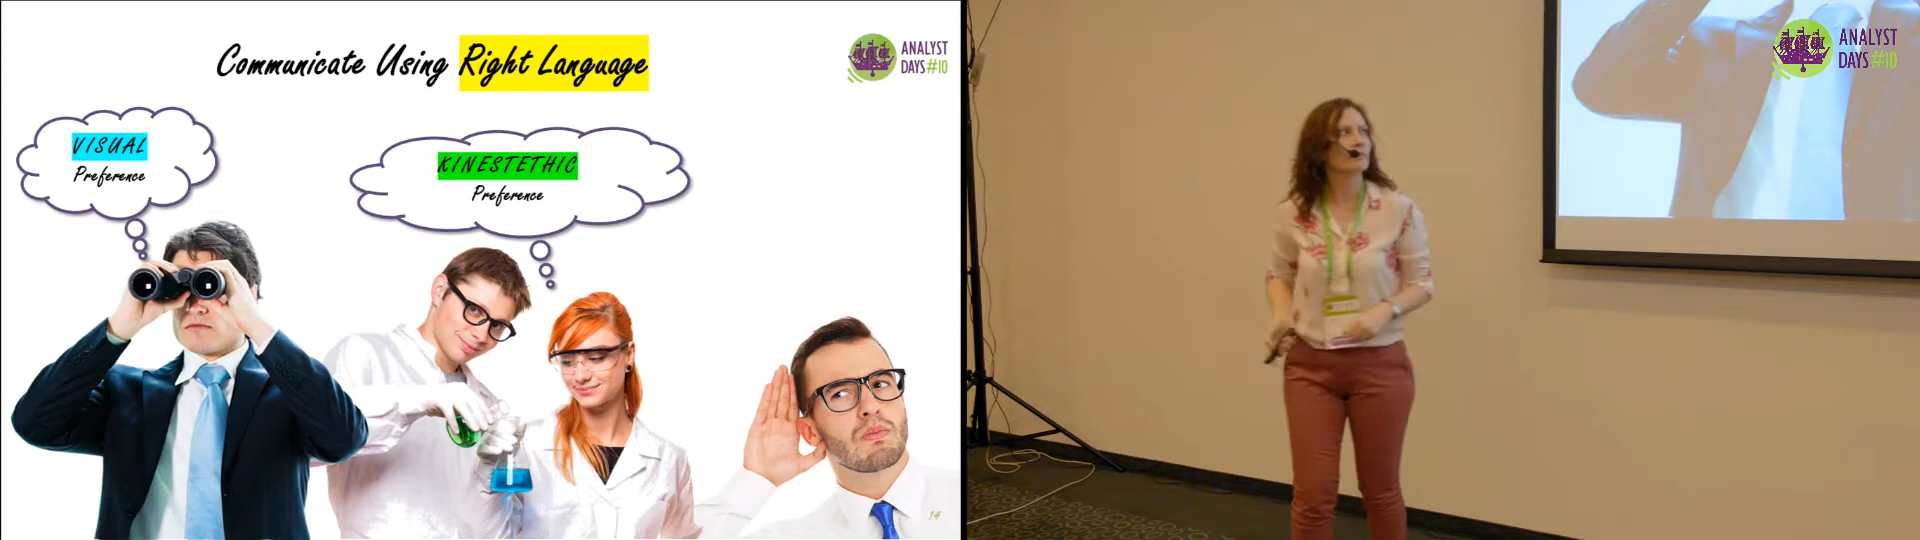 Communicate Using Right Language
ANALYST
DAYS#10
VISUAL
Preference
KINESTETHIC
Preference
14
ANALYST
DAYS#10